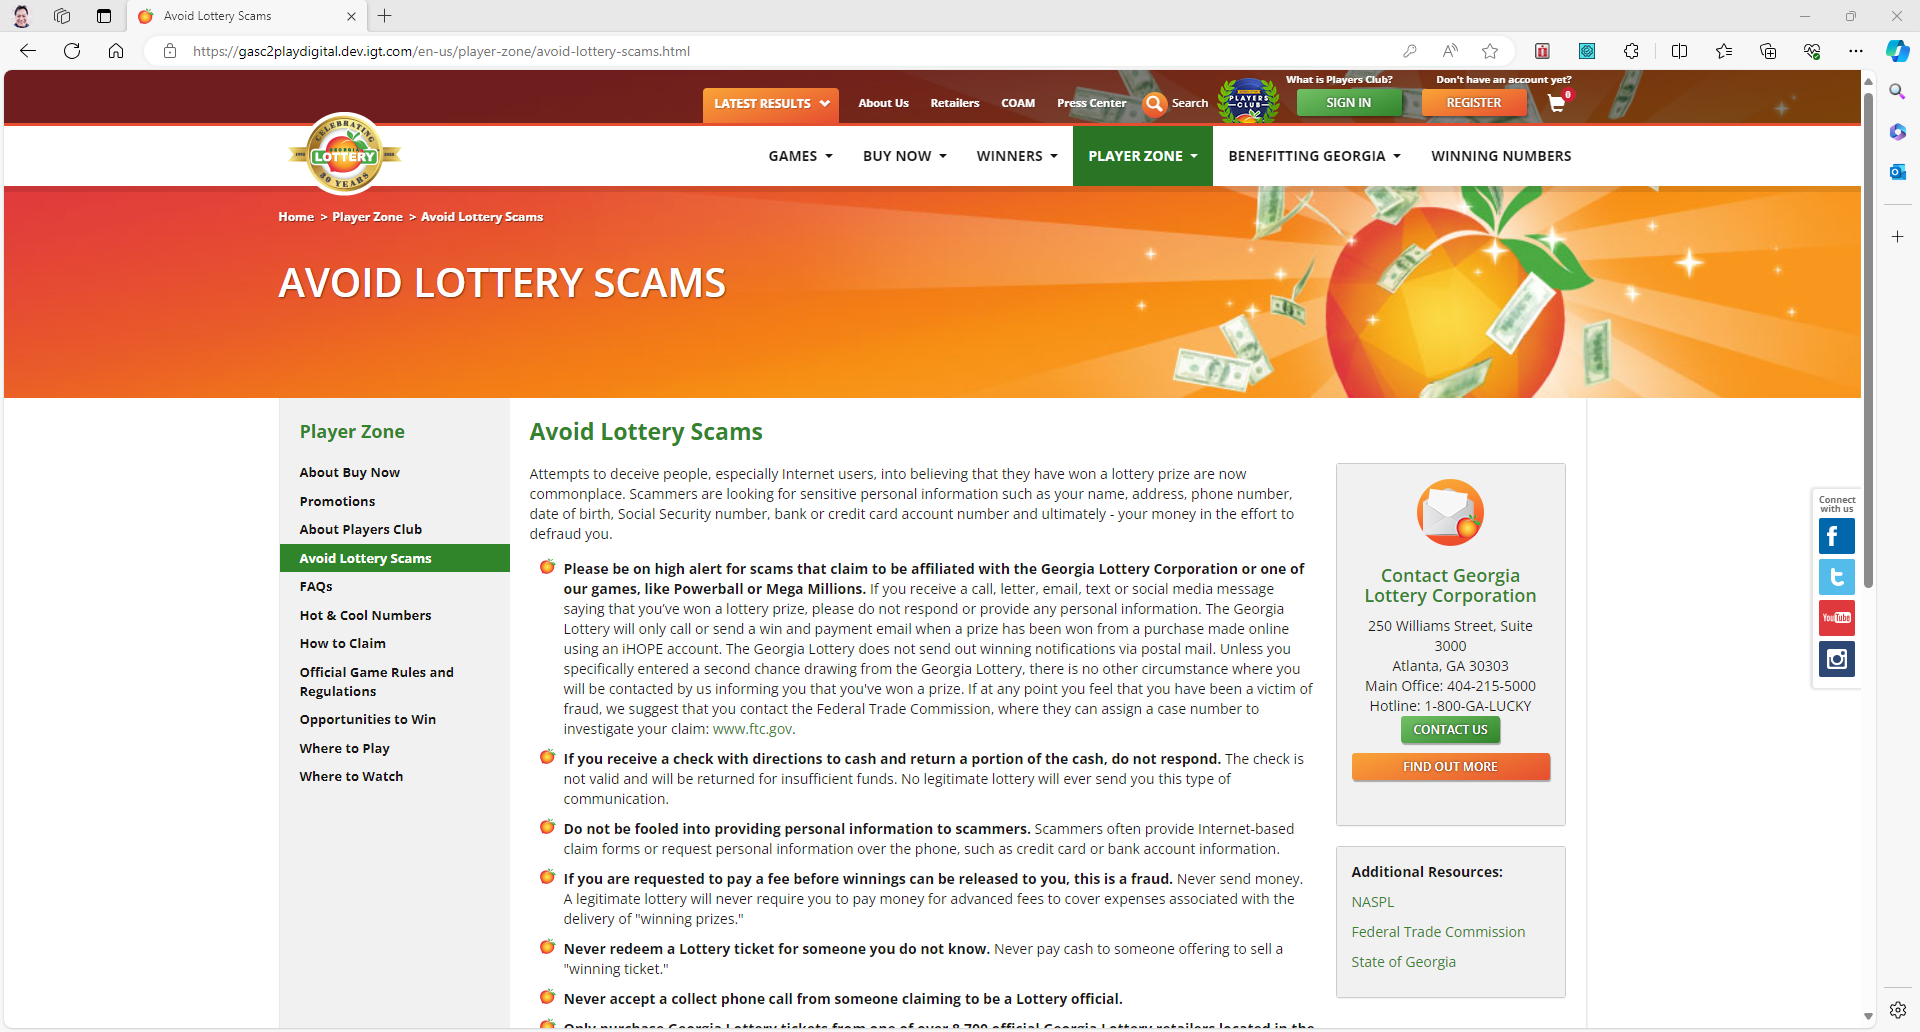 Avoid Lottery Scams
https://gasc2playdigital.dev.igt.com/en-us/player-zone/avoid-lottery-scams.html
What is Players Club?
Don't have an account yet?
LATEST RESULTS
About Us
Retailers
COAM
Press Center
Search
PLAYERS
CLUB
SIGN IN
REGISTER
0
CELEBRATING
GEORGIA
LOTTERY
30 YEARS
GAMES
BUY NOW
WINNERS
PLAYER ZONE
BENEFITTING GEORGIA
WINNING NUMBERS
Home > Player Zone > Avoid Lottery Scams
AVOID LOTTERY SCAMS
Player Zone
About Buy Now
Promotions
About Players Club
Avoid Lottery Scams
FAQs
Hot & Cool Numbers
How to Claim
Official Game Rules and
Regulations
Opportunities to Win
Where to Play
Where to Watch
Avoid Lottery Scams
Attempts to deceive people, especially Internet users, into believing that they have won a lottery prize are now
commonplace. Scammers are looking for sensitive personal information such as your name, address, phone number,
date of birth, Social Security number, bank or credit card account number and ultimately - your money in the effort to
defraud you.
Please be on high alert for scams that claim to be affiliated with the Georgia Lottery Corporation or one of
our games, like Powerball or Mega Millions. If you receive a call, letter, email, text or social media message
saying that you’ve won a lottery prize, please do not respond or provide any personal information. The Georgia
Lottery will only call or send a win and payment email when a prize has been won from a purchase made online
using an iHOPE account. The Georgia Lottery does not send out winning notifications via postal mail. Unless you
specifically entered a second chance drawing from the Georgia Lottery, there is no other circumstance where you
will be contacted by us informing you that you've won a prize. If at any point you feel that you have been a victim of
fraud, we suggest that you contact the Federal Trade Commission, where they can assign a case number to
investigate your claim: www.ftc.gov.
If you receive a check with directions to cash and return a portion of the cash, do not respond. The check is
not valid and will be returned for insufficient funds. No legitimate lottery will ever send you this type of
communication.
Do not be fooled into providing personal information to scammers. Scammers often provide Internet-based
claim forms or request personal information over the phone, such as credit card or bank account information.
If you are requested to pay a fee before winnings can be released to you, this is a fraud. Never send money.
A legitimate lottery will never require you to pay money for advanced fees to cover expenses associated with the
delivery of "winning prizes."
Never redeem a Lottery ticket for someone you do not know. Never pay cash to someone offering to sell a
"winning ticket."
Never accept a collect phone call from someone claiming to be a Lottery official.
Only purchase Georgia Lottery tickets from one of over 8,700 official Georgia Lottery retailers located in the
Contact Georgia
Lottery Corporation
250 Williams Street, Suite
3000
Atlanta, GA 30303
Main Office: 404-215-5000
Hotline: 1-800-GA-LUCKY
CONTACT US
FIND OUT MORE
Additional Resources:
NASPL
Federal Trade Commission
State of Georgia
Connect
with us
YouTube